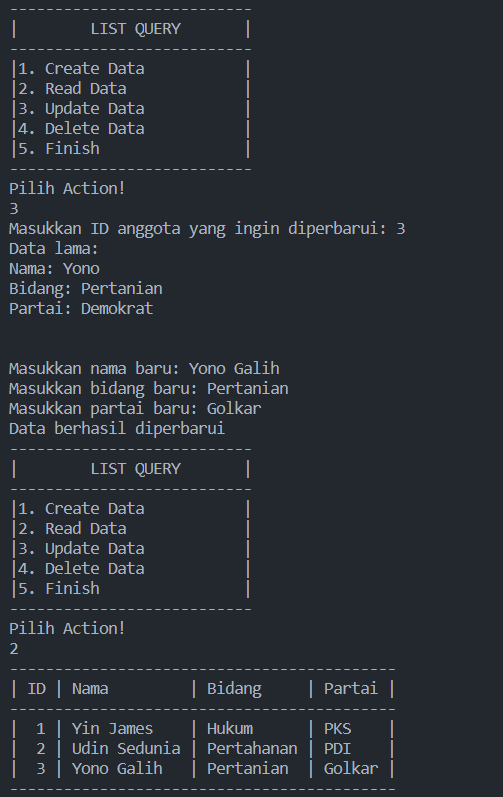 ---------------------------
|        LIST QUERY       |
---------------------------
|1. Create Data           |
|2. Read Data             |
|3. Update Data           |
|4. Delete Data           |
|5. Finish                |
---------------------------
Pilih Action!
3
Masukkan ID anggota yang ingin diperbarui: 3
Data lama:
Nama: Yono
Bidang: Pertanian
Partai: Demokrat
Masukkan nama baru: Yono Galih
Masukkan bidang baru: Pertanian
Masukkan partai baru: Golkar
Data berhasil diperbarui
---------------------------
|        LIST QUERY       |
---------------------------
|1. Create Data           |
|2. Read Data             |
|3. Update Data           |
|4. Delete Data           |
|5. Finish                |
---------------------------
Pilih Action!
2
-------------------------------------------
| ID | Nama         | Bidang     | Partai |
-------------------------------------------
|  1 | Yin James    | Hukum      | PKS    |
|  2 | Udin Sedunia | Pertahanan | PDI    |
|  3 | Yono Galih   | Pertanian  | Golkar |
-------------------------------------------